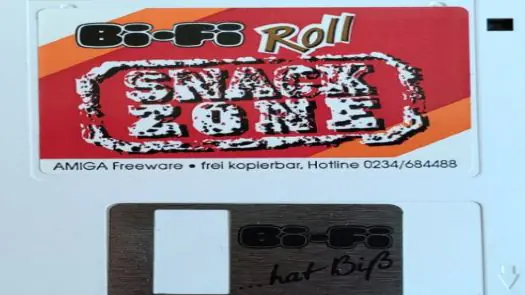 Bi-Fi Roll
SNACK
ZONE
AMIGA Freeware • frei kopierbar, Hotline 0234/684488
Bi-Fi
...hat Biß